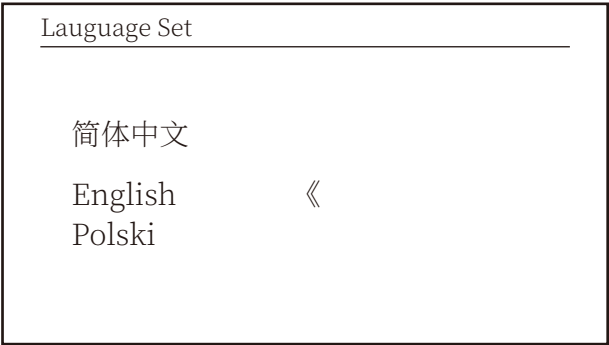 Lauguage Set
简体中文
English 《
Polski